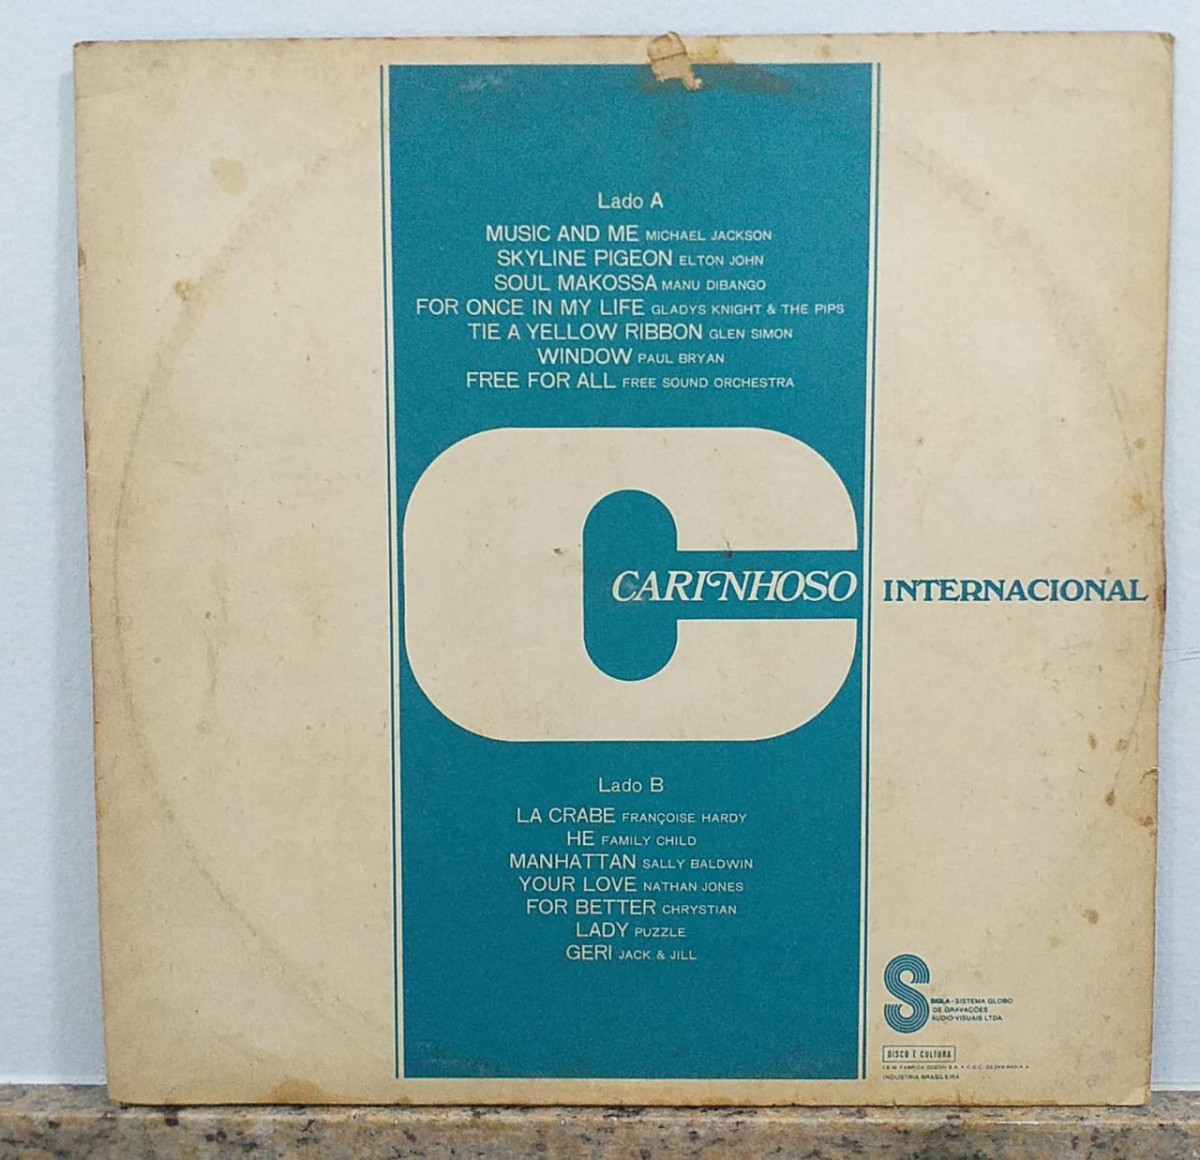 Lado A
MUSIC AND ME MICHAEL JACKSON
SKYLINE PIGEON ELTON JOHN
SOUL MAKOSSA MANU DIBANGO
FOR ONCE IN MY LIFE GLADYS KNIGHT & THE PIPS
TIE A YELLOW RIBBON GLEN SIMON
WINDOW PAUL BRYAN
FREE FOR ALL FREE SOUND ORCHESTRA
CARINHOSO INTERNACIONAL
Lado B
LA CRABE FRANÇOISE HARDY
HE FAMILY CHILD
MANHATTAN SALLY BALDWIN
YOUR LOVE NATHAN JONES
FOR BETTER CHRYSTIAN
LADY PUZZLE
GERI JACK & JILL
SIGLA - SISTEMA GLOBO
DE GRAVAÇÕES
ÁUDIO-VISUAIS LTDA.
DISCO É CULTURA
FABRICA ODEON S.A. • C.G.C.
INDUSTRIA BRASILEIRA